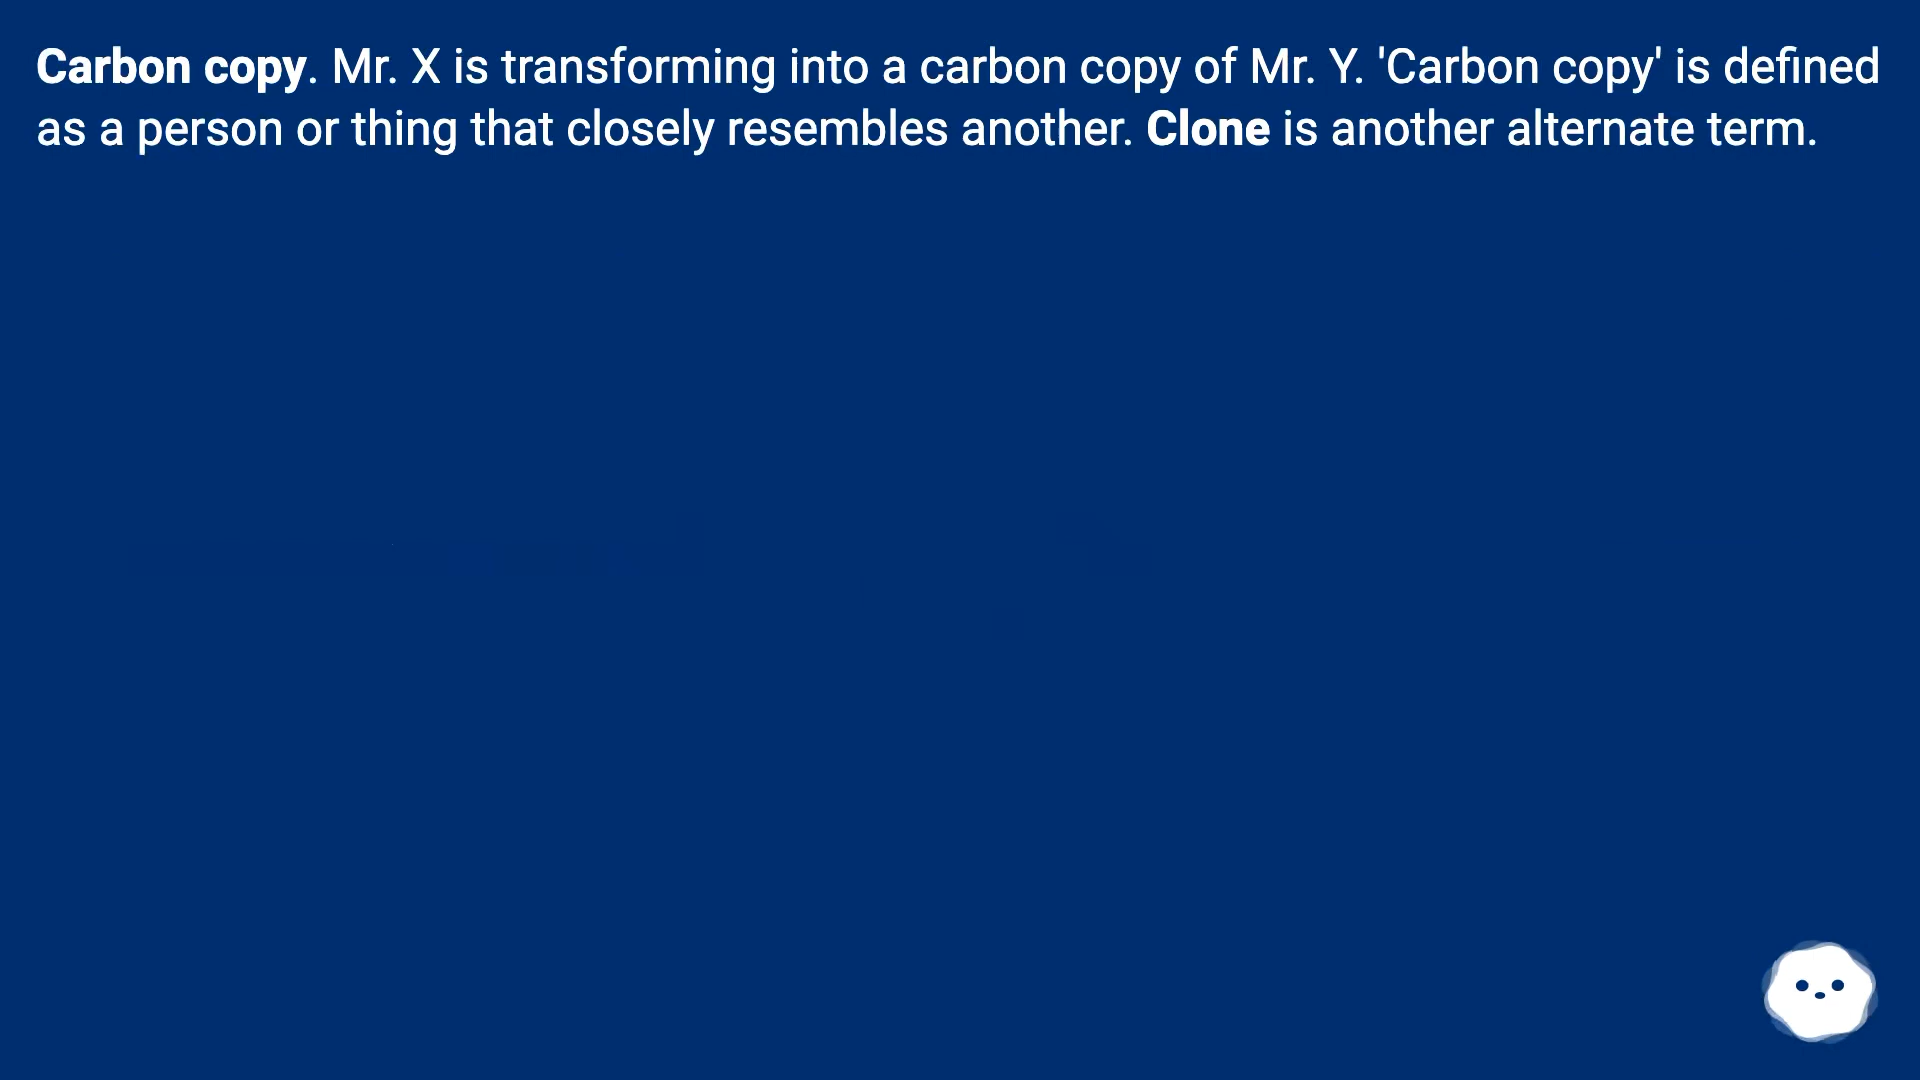 Carbon copy. Mr. X is transforming into a carbon copy of Mr. Y. 'Carbon copy' is defined
as a person or thing that closely resembles another. Clone is another alternate term.